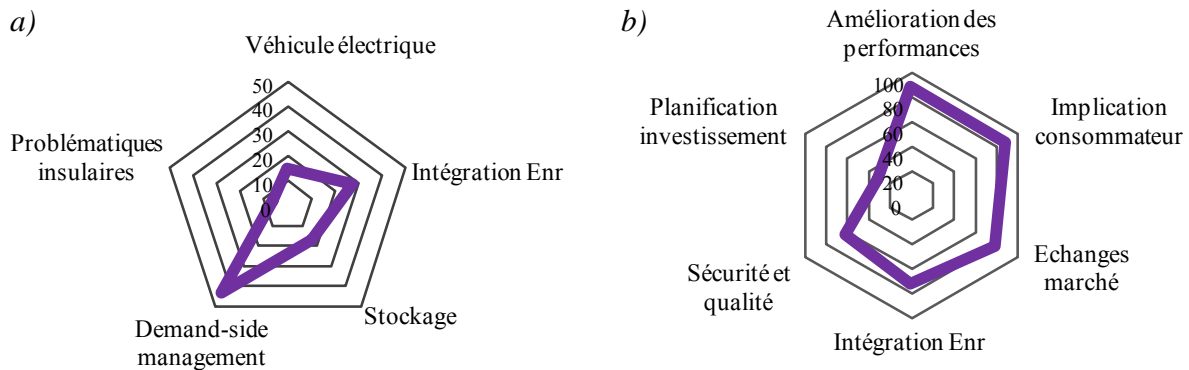 a)
Véhicule électrique
50
40
30
20
10
0
Problématiques
insulaires
Intégration Enr
Demand-side
management
Stockage
b)
Amélioration des
performances
100
80
60
40
20
0
Planification
investissement
Implication
consommateur
Sécurité et
qualité
Echanges
marché
Intégration Enr